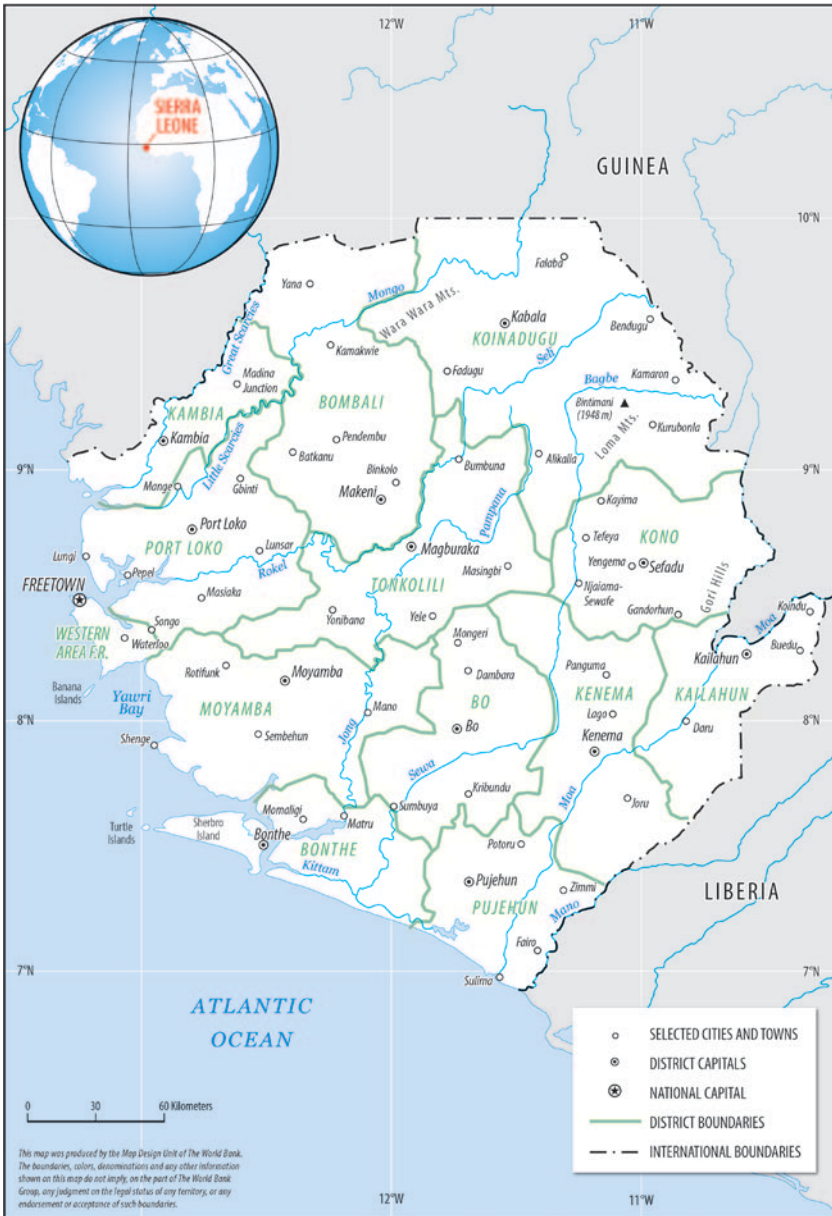 12°W
11°W
SIERRA
LEONE
GUINEA
10°N
Falaba
Yana
Mongo
Wara Wara Mts.
Kabala
KOINADUGU
Bendugu
Great Scarcies
Kamakwie
Seli
Fadugu
Bagbe
Kamaron
Madina
Junction
BOMBALI
Bintimani
(1948 m)
Loma Mts.
Kurubonla
KAMBIA
Kambia
Pendembu
Batkanu
Little Scarcies
Binkolo
Bumbuna
Alikalia
9°N
Mange
Gbinti
Makeni
Pampana
Kayima
Port Loko
PORT LOKO
Lunsar
Magburaka
Tefeya
KONO
Lungi
Pepel
Rokel
TONKOLILI
Masingbi
Yengema
Sefadu
Njaiama-
Sewafe
Gori Hills
FREETOWN
Masiaka
Yonibana
Yele
Gandorhun
Koindu
Moa
WESTERN
AREA F.R.
Songo
Waterloo
Mongeri
Kailahun
Buedu
Rotifunk
Moyamba
Dambara
Panguma
Banana
Islands
Yawri
Bay
MOYAMBA
Mano
BO
KENEMA
KAILAHUN
8°N
Shenge
Sembehun
Jong
Bo
Lago
Kenema
Daru
Sewa
Moa
Kribundu
Joru
Turtle
Islands
Sherbro
Island
Momaligi
Matru
Sumbuya
Bonthe
BONTHE
Potoru
Kittam
Pujehun
PUJEHUN
Zimmi
Mano
LIBERIA
Fairo
7°N
Sulima
7°N
ATLANTIC
OCEAN
SELECTED CITIES AND TOWNS
DISTRICT CAPITALS
NATIONAL CAPITAL
DISTRICT BOUNDARIES
INTERNATIONAL BOUNDARIES
0 30 60 Kilometers
This map was produced by the Map Design Unit of The World Bank.
The boundaries, colors, denominations and any other information
shown on this map do not imply, on the part of The World Bank
Group, any judgment on the legal status of any territory, or any
endorsement or acceptance of such boundaries.
12°W
11°W